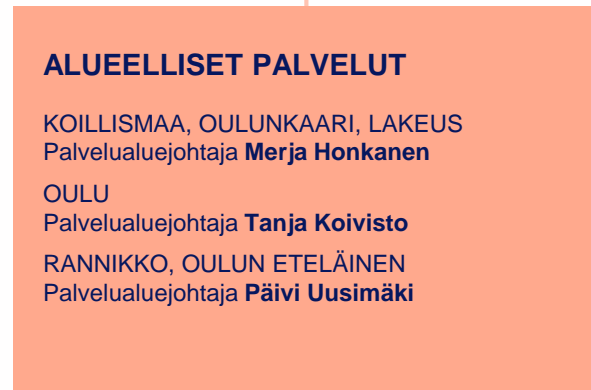 ALUEELLISET PALVELUT
KOILLISMAA, OULUNKAARI, LAKEUS
Palvelualuejohtaja Merja Honkanen
OULU
Palvelualuejohtaja Tanja Koivisto
RANNIKKO, OULUN ETELÄINEN
Palvelualuejohtaja Päivi Uusimäki